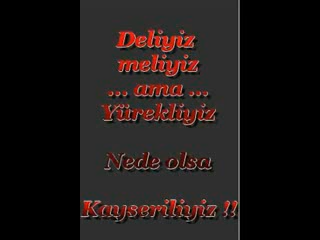 Deliyiz
meliyiz
... ama ...
Yürekliyiz
Nede olsa
Kayseriliyiz !!